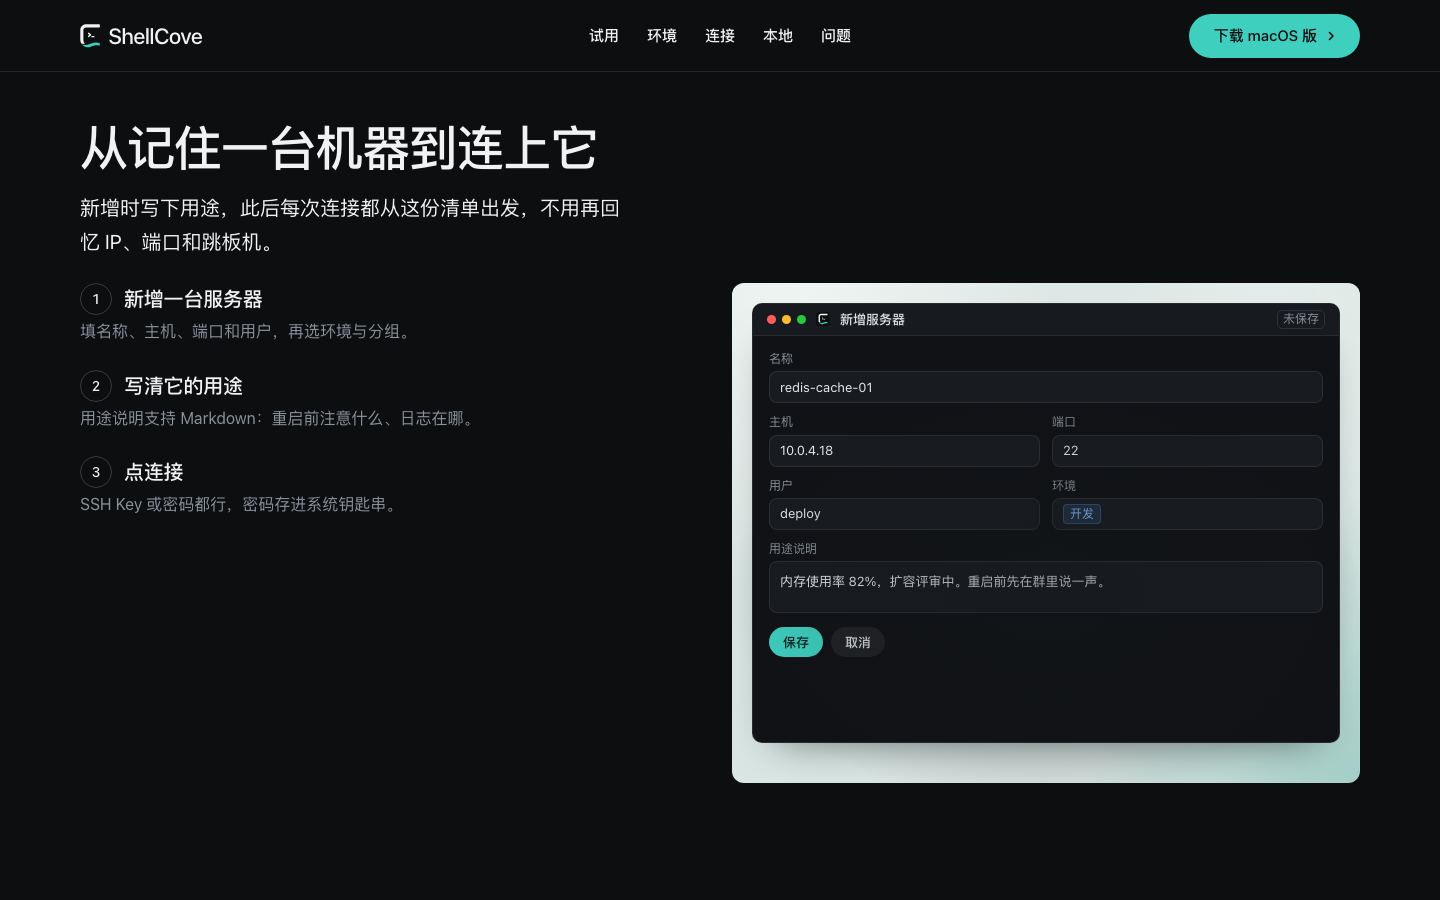 ShellCove
试用 环境 连接 本地 问题
下载 macOS 版
从记住一台机器到连上它
新增时写下用途，此后每次连接都从这份清单出发，不用再回
忆 IP、端口和跳板机。
1 新增一台服务器
填名称、主机、端口和用户，再选环境与分组。
2 写清它的用途
用途说明支持 Markdown：重启前注意什么、日志在哪。
3 点连接
SSH Key 或密码都行，密码存进系统钥匙串。
新增服务器 未保存
名称
redis-cache-01
主机 端口
10.0.4.18 22
用户 环境
deploy 开发
用途说明
内存使用率 82%，扩容评审中。重启前先在群里说一声。
保存 取消